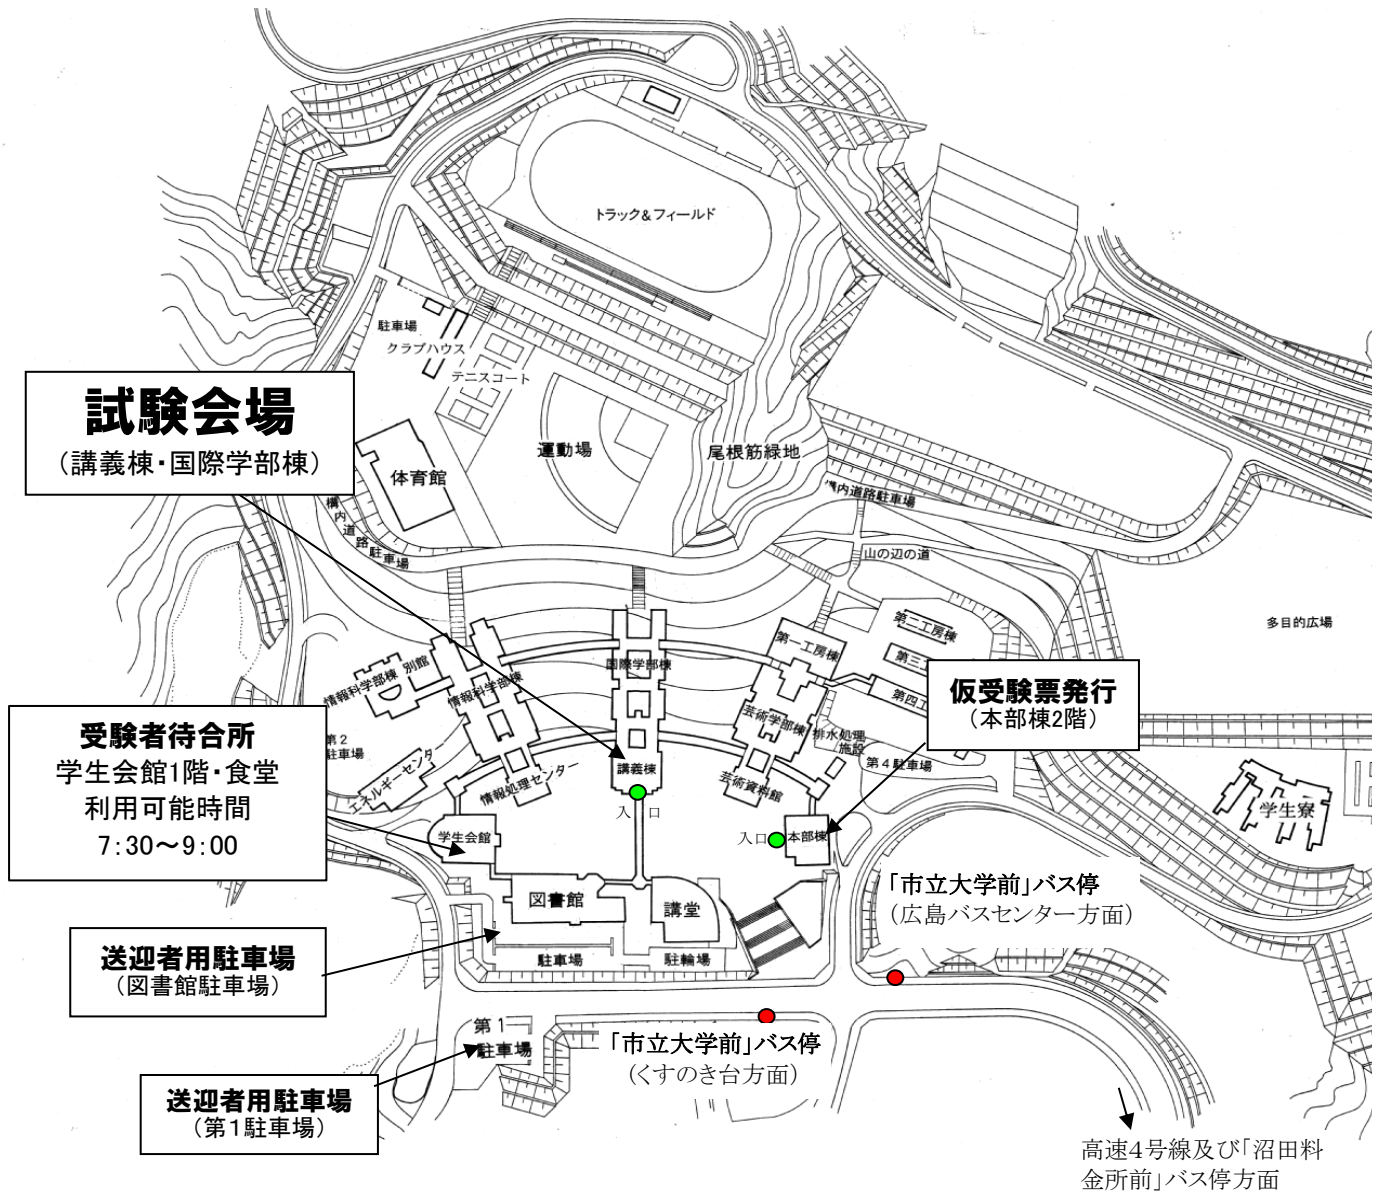 トラック&フィールド
駐車場
クラブハウス
テニスコート
試験会場
(講義棟・国際学部棟)
運動場
尾根筋緑地
体育館
構内道路駐車場
構内道路駐車場
山の辺の道
多目的広場
第二工房棟
第一工房棟
第三工
第四工
国際学部棟
情報科学部棟 別館
情報科学部棟
芸術学部棟
仮受験票発行
(本部棟2階)
受験者待合所
学生会館1階・食堂
利用可能時間
7:30〜9:00
第2
駐車場
エネルギーセンター
情報処理センター
講義棟
芸術資料館
排水処理
施設
第4駐車場
学生寮
入口
学生会館
入口
本部棟
図書館
講堂
「市立大学前」バス停
(広島バスセンター方面)
送迎者用駐車場
(図書館駐車場)
駐車場
駐輪場
第1
駐車場
「市立大学前」バス停
(くすのき台方面)
送迎者用駐車場
(第1駐車場)
高速4号線及び「沼田料
金所前」バス停方面